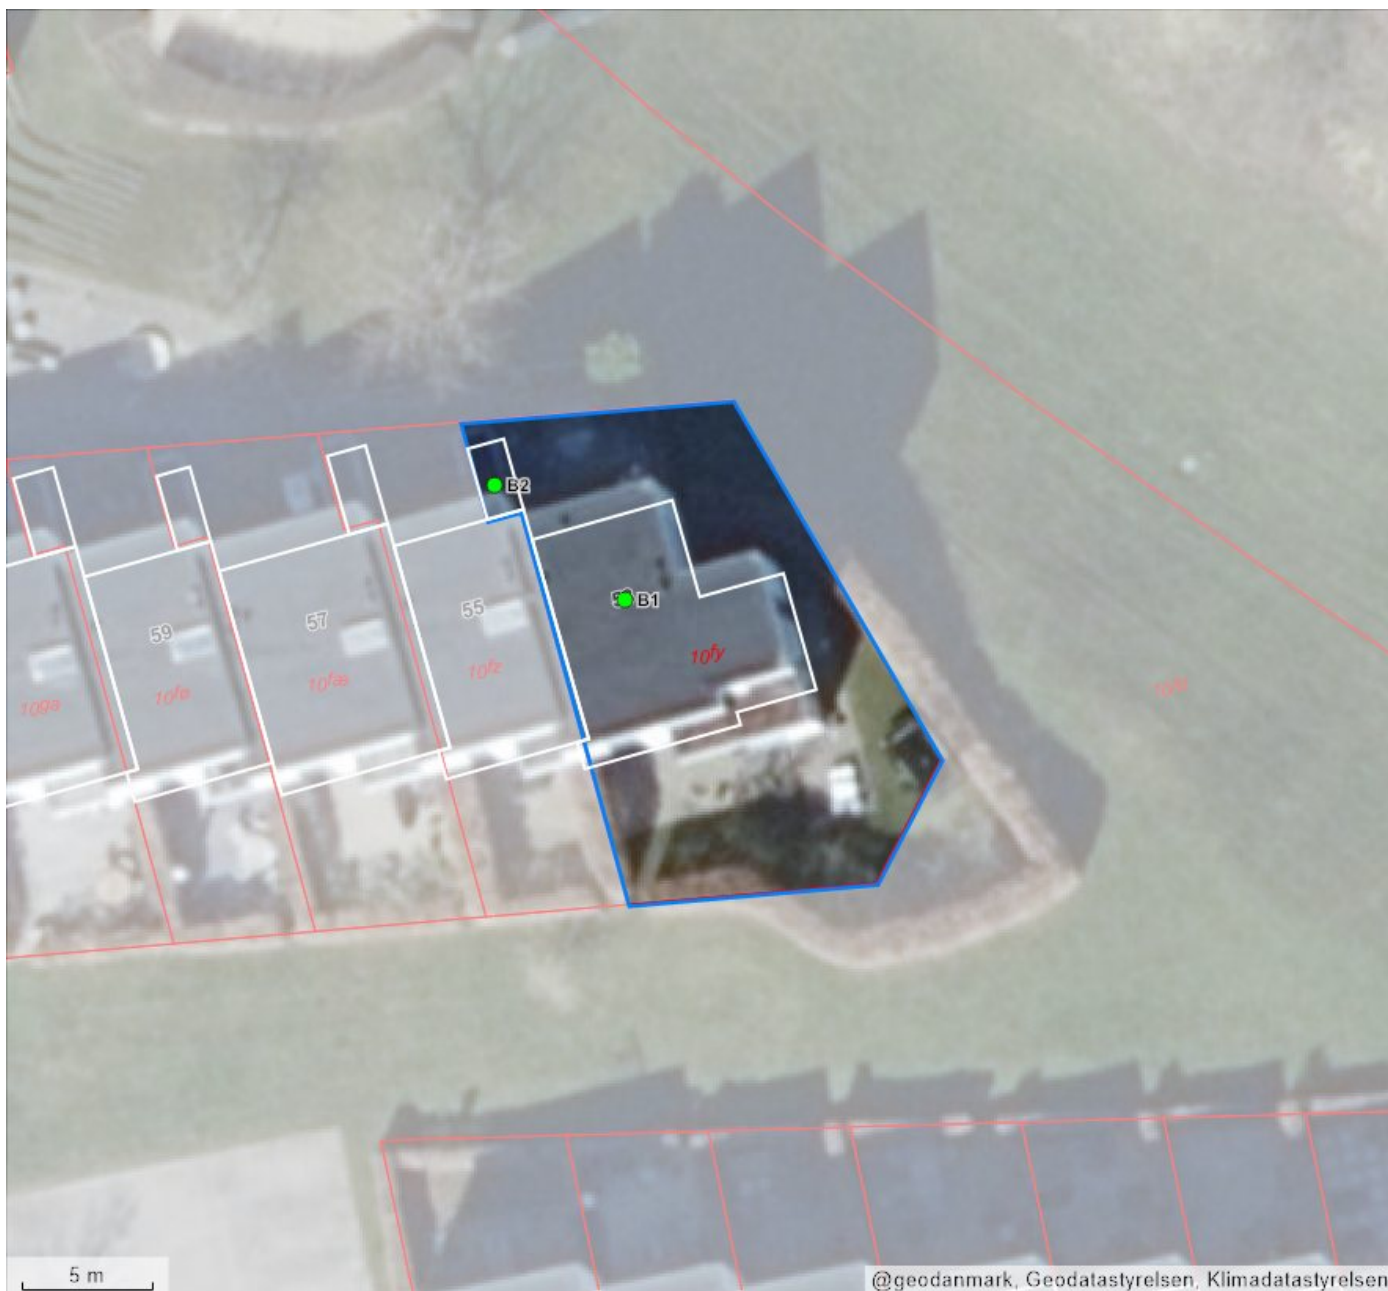 B2
59
57
55
B1
10ga
10fø
10fæ
10fz
10fy
5 m
@geodanmark, Geodatastyrelsen, Klimadatastyrelsen